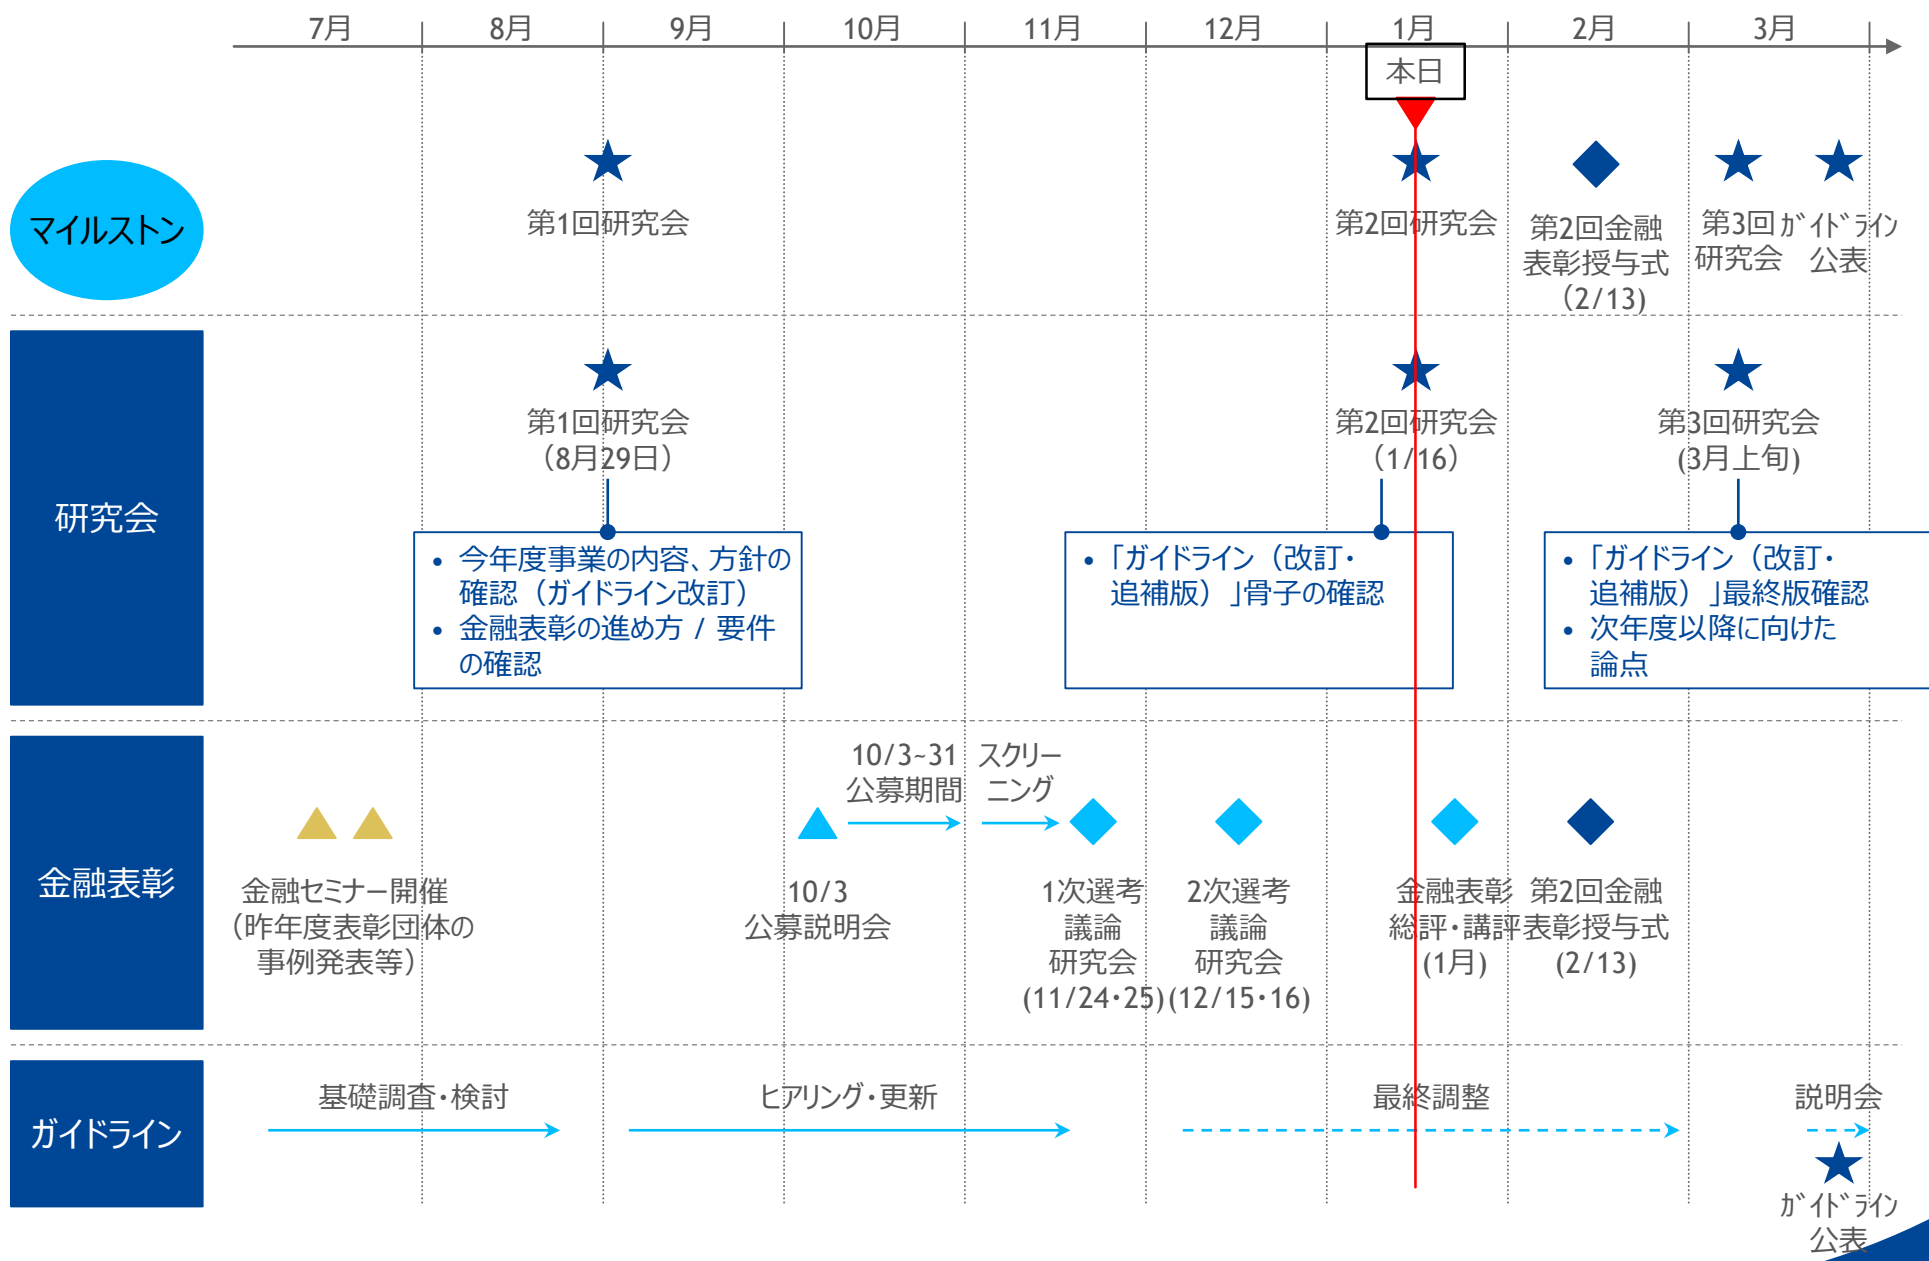 7月
8月
9月
10月
11月
12月
1月
2月
3月
本日
マイルストン
第1回研究会
第2回研究会
第2回金融
表彰授与式
（2/13)
第3回
研究会
ｶﾞｲﾄﾞﾗｲﾝ
公表
研究会
第1回研究会
（8月29日）
第2回研究会
（1/16）
第3回研究会
(3月上旬)
• 今年度事業の内容、方針の
確認（ガイドライン改訂）
• 金融表彰の進め方 / 要件
の確認
• 「ガイドライン（改訂・
追補版）」骨子の確認
• 「ガイドライン（改訂・
追補版）」最終版確認
• 次年度以降に向けた
論点
金融表彰
金融セミナー開催
（昨年度表彰団体の
事例発表等）
10/3
公募説明会
10/3~31
公募期間
スクリー
ニング
1次選考
議論
研究会
(11/24・25)
2次選考
議論
研究会
(12/15・16)
金融表彰
総評・講評
(1月)
第2回金融
表彰授与式
(2/13)
ガイドライン
基礎調査・検討
ヒアリング・更新
最終調整
説明会
ｶﾞｲﾄﾞﾗｲﾝ
公表